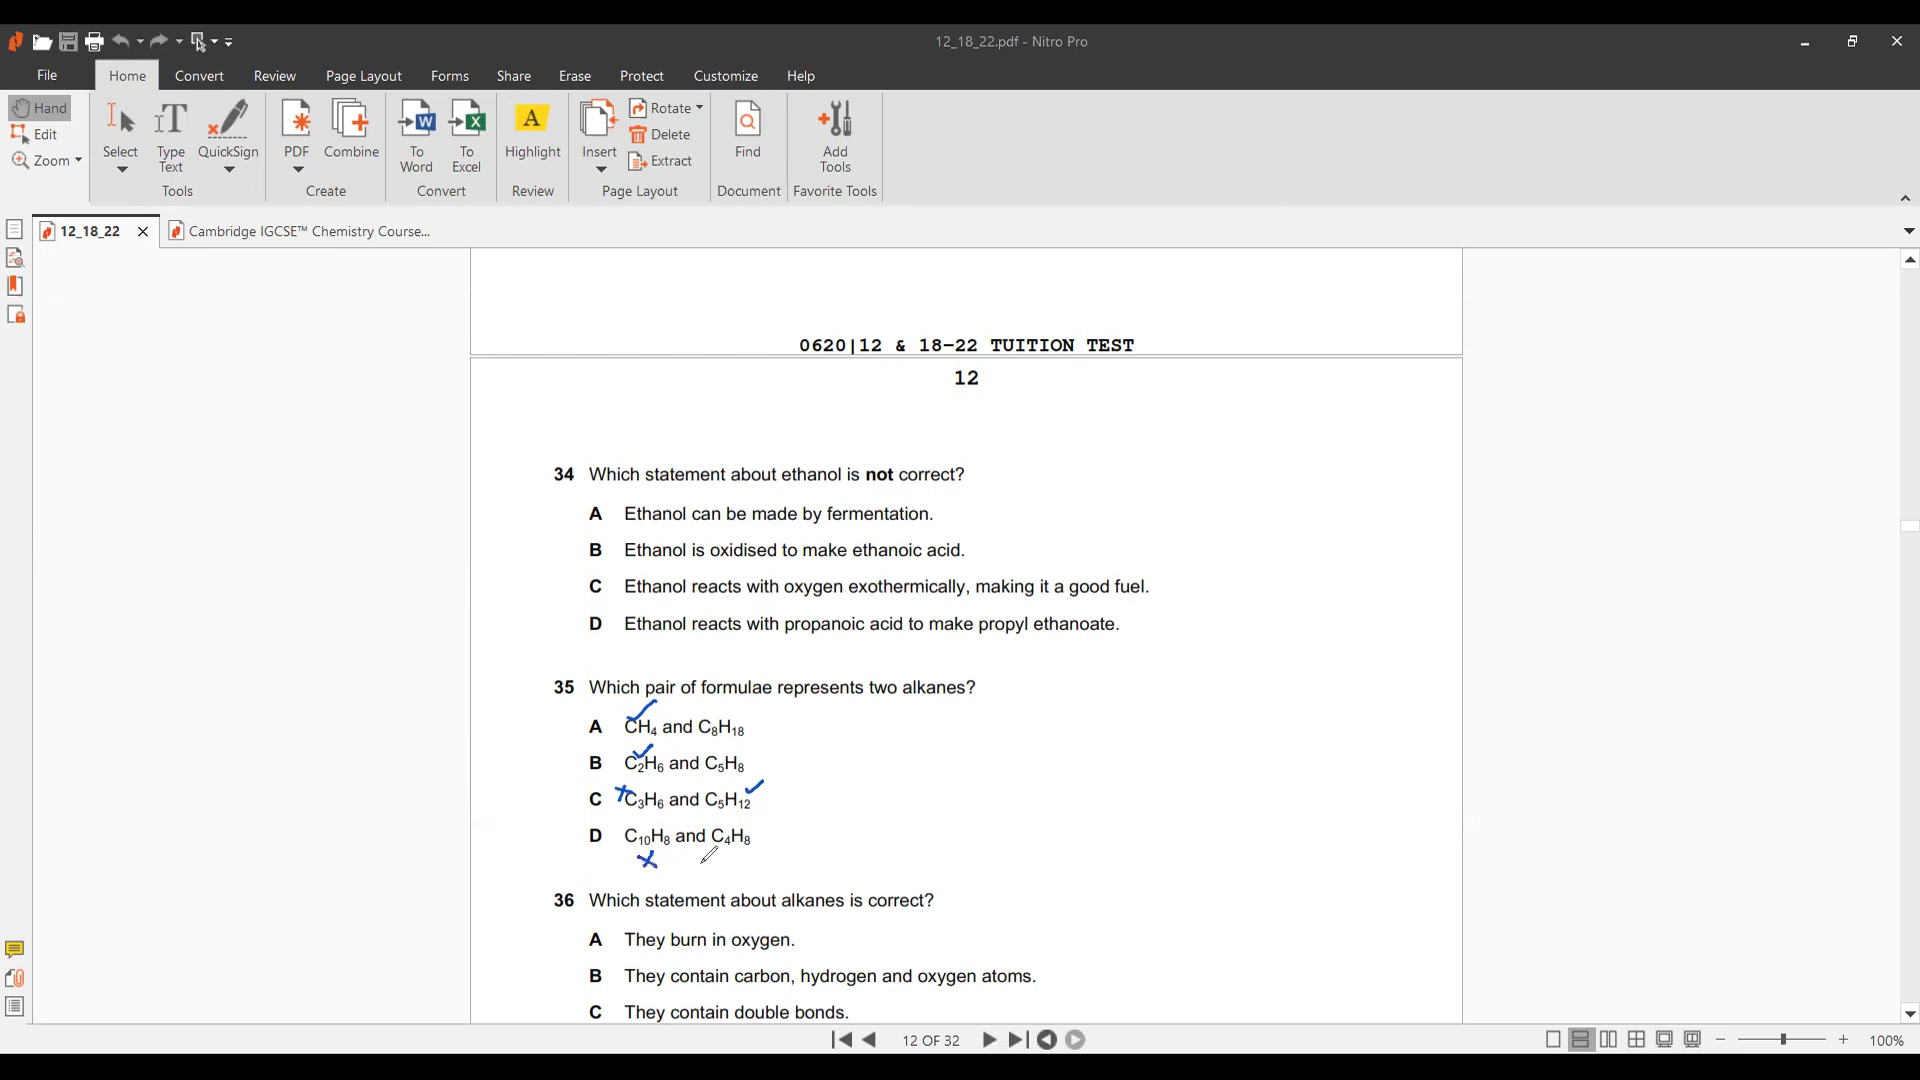 12_18_22.pdf - Nitro Pro
File Home Convert Review Page Layout Forms Share Erase Protect Customize Help
Hand
Edit
Zoom
Select
Type Text
QuickSign
Tools
PDF
Combine
Create
To Word
To Excel
Convert
Highlight
Review
Insert
Rotate
Delete
Extract
Page Layout
Find
Document
Add Tools
Favorite Tools
12_18_22
Cambridge IGCSE™ Chemistry Course...
0620|12 & 18-22 TUITION TEST
12
34 Which statement about ethanol is not correct?
A Ethanol can be made by fermentation.
B Ethanol is oxidised to make ethanoic acid.
C Ethanol reacts with oxygen exothermically, making it a good fuel.
D Ethanol reacts with propanoic acid to make propyl ethanoate.
35 Which pair of formulae represents two alkanes?
A CH₄ and C₈H₁₈
B C₂H₆ and C₅H₈
C C₃H₆ and C₅H₁₂
D C₁₀H₈ and C₄H₈
36 Which statement about alkanes is correct?
A They burn in oxygen.
B They contain carbon, hydrogen and oxygen atoms.
C They contain double bonds.
12 OF 32
100%